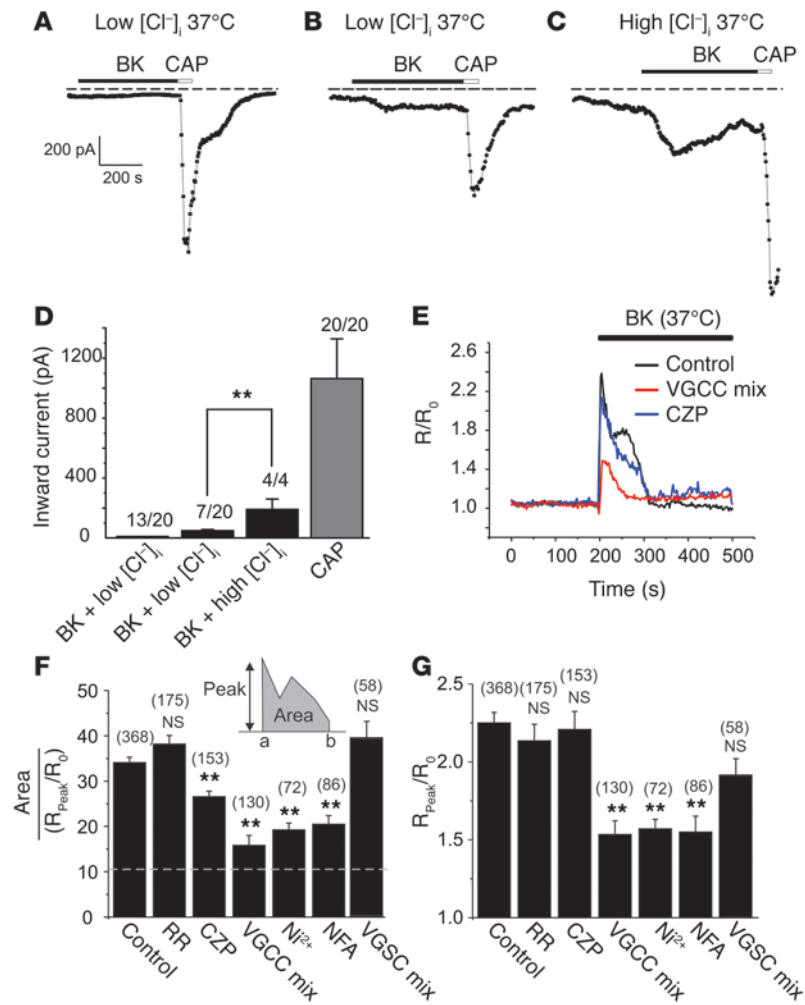 A Low [Cl⁻]ᵢ 37°C
BK CAP
200 pA
200 s
B Low [Cl⁻]ᵢ 37°C
BK CAP
C High [Cl⁻]ᵢ 37°C
BK CAP
D
Inward current (pA)
1200
800
400
0
13/20
7/20
**
4/4
20/20
BK + low [Cl⁻]ᵢ
BK + low [Cl⁻]ᵢ
BK + high [Cl⁻]ᵢ
CAP
E
BK (37°C)
Control
VGCC mix
CZP
R/R₀
2.6
2.2
1.8
1.4
1.0
0 100 200 300 400 500
Time (s)
F
Area
(R_Peak/R₀)
50
40
30
20
10
0
Peak
Area
a b
(368)
(175)
NS
(153)
**
(130)
**
(72)
**
(86)
**
(58)
NS
Control
RR
CZP
VGCC mix
Ni²⁺
NFA
VGSC mix
G
R_Peak/R₀
2.5
2.0
1.5
1.0
(368)
(175)
NS
(153)
NS
(130)
**
(72)
**
(86)
**
(58)
NS
Control
RR
CZP
VGCC mix
Ni²⁺
NFA
VGSC mix